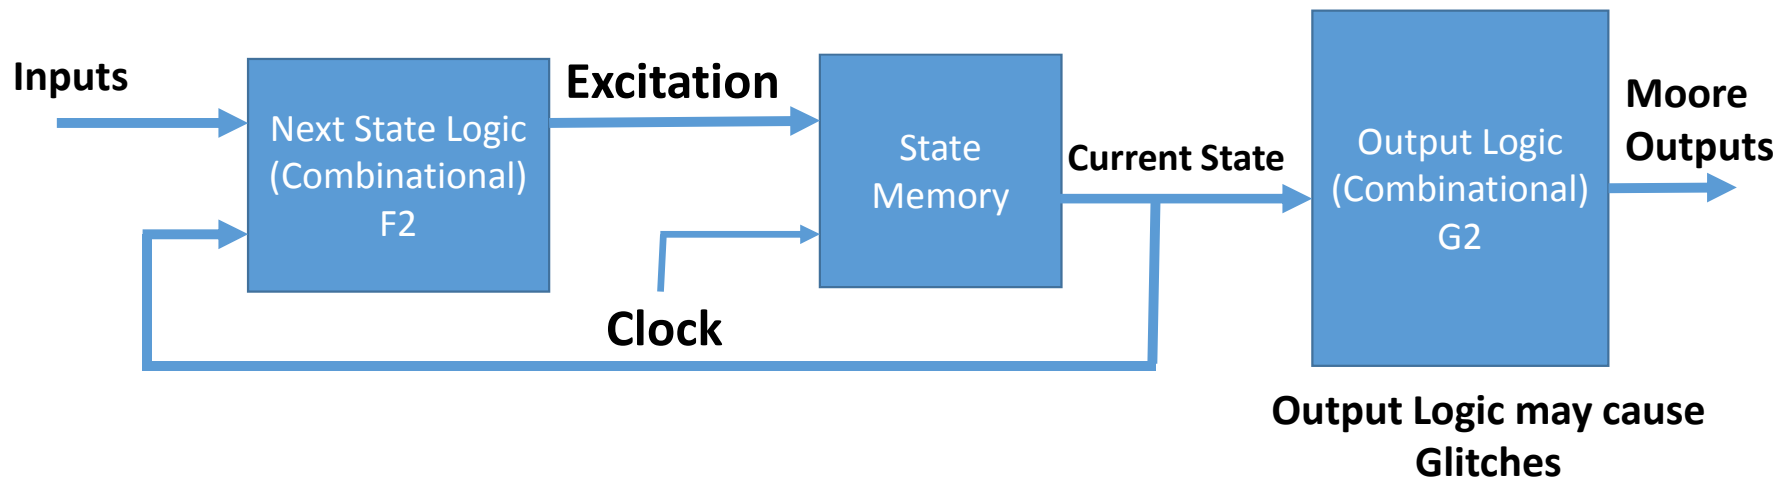 Inputs
Next State Logic
(Combinational)
F2
Excitation
Clock
State
Memory
Current State
Output Logic
(Combinational)
G2
Moore
Outputs
Output Logic may cause
Glitches